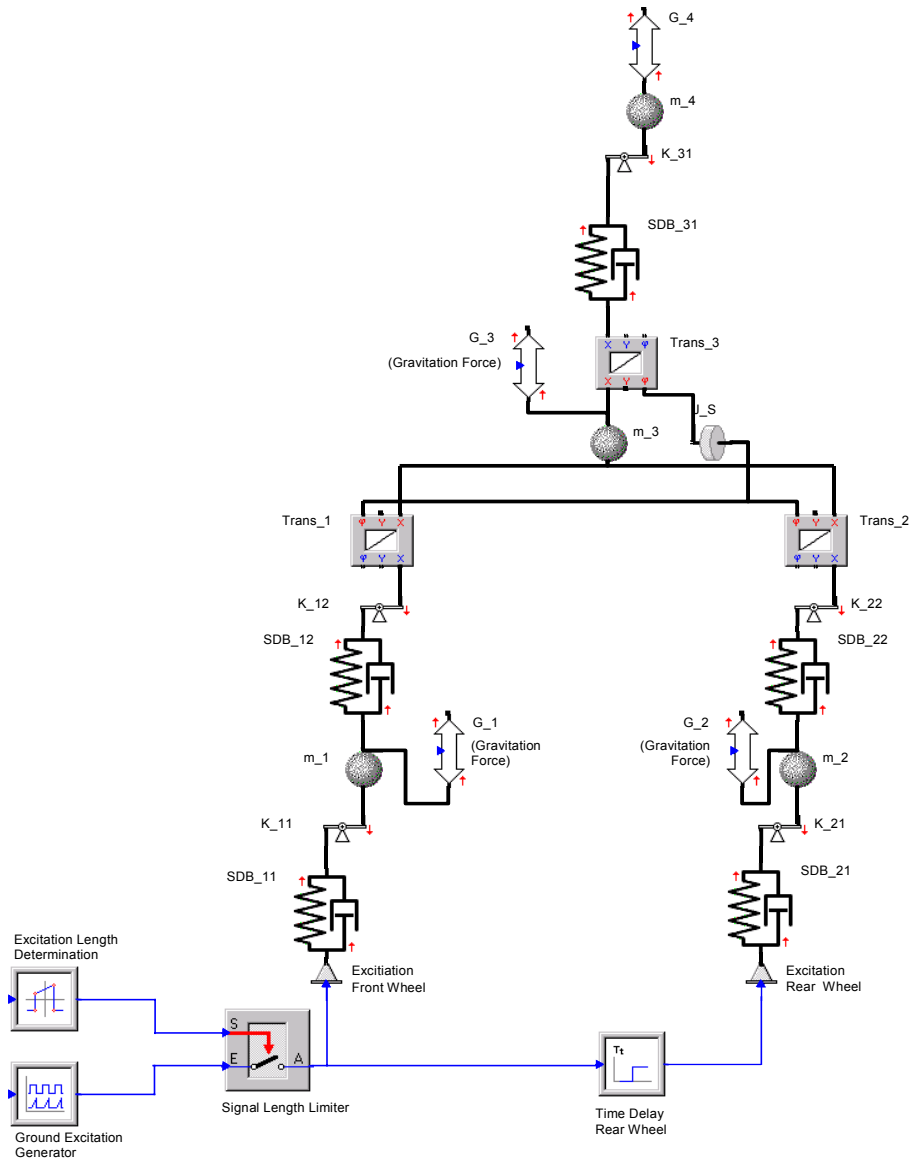 G_4
m_4
K_31
SDB_31
G_3
(Gravitation Force)
Trans_3
X Y φ
X Y φ
J_S
m_3
Trans_1
φ Y X
φ Y X
Trans_2
φ Y X
φ Y X
K_12
K_22
SDB_12
SDB_22
G_1
(Gravitation
Force)
G_2
(Gravitation
Force)
m_1
m_2
K_11
K_21
SDB_11
SDB_21
Excitation Length
Determination
Excitiation
Front Wheel
Excitation
Rear Wheel
S
E
A
Tt
Signal Length Limiter
Time Delay
Rear Wheel
Ground Excitation
Generator